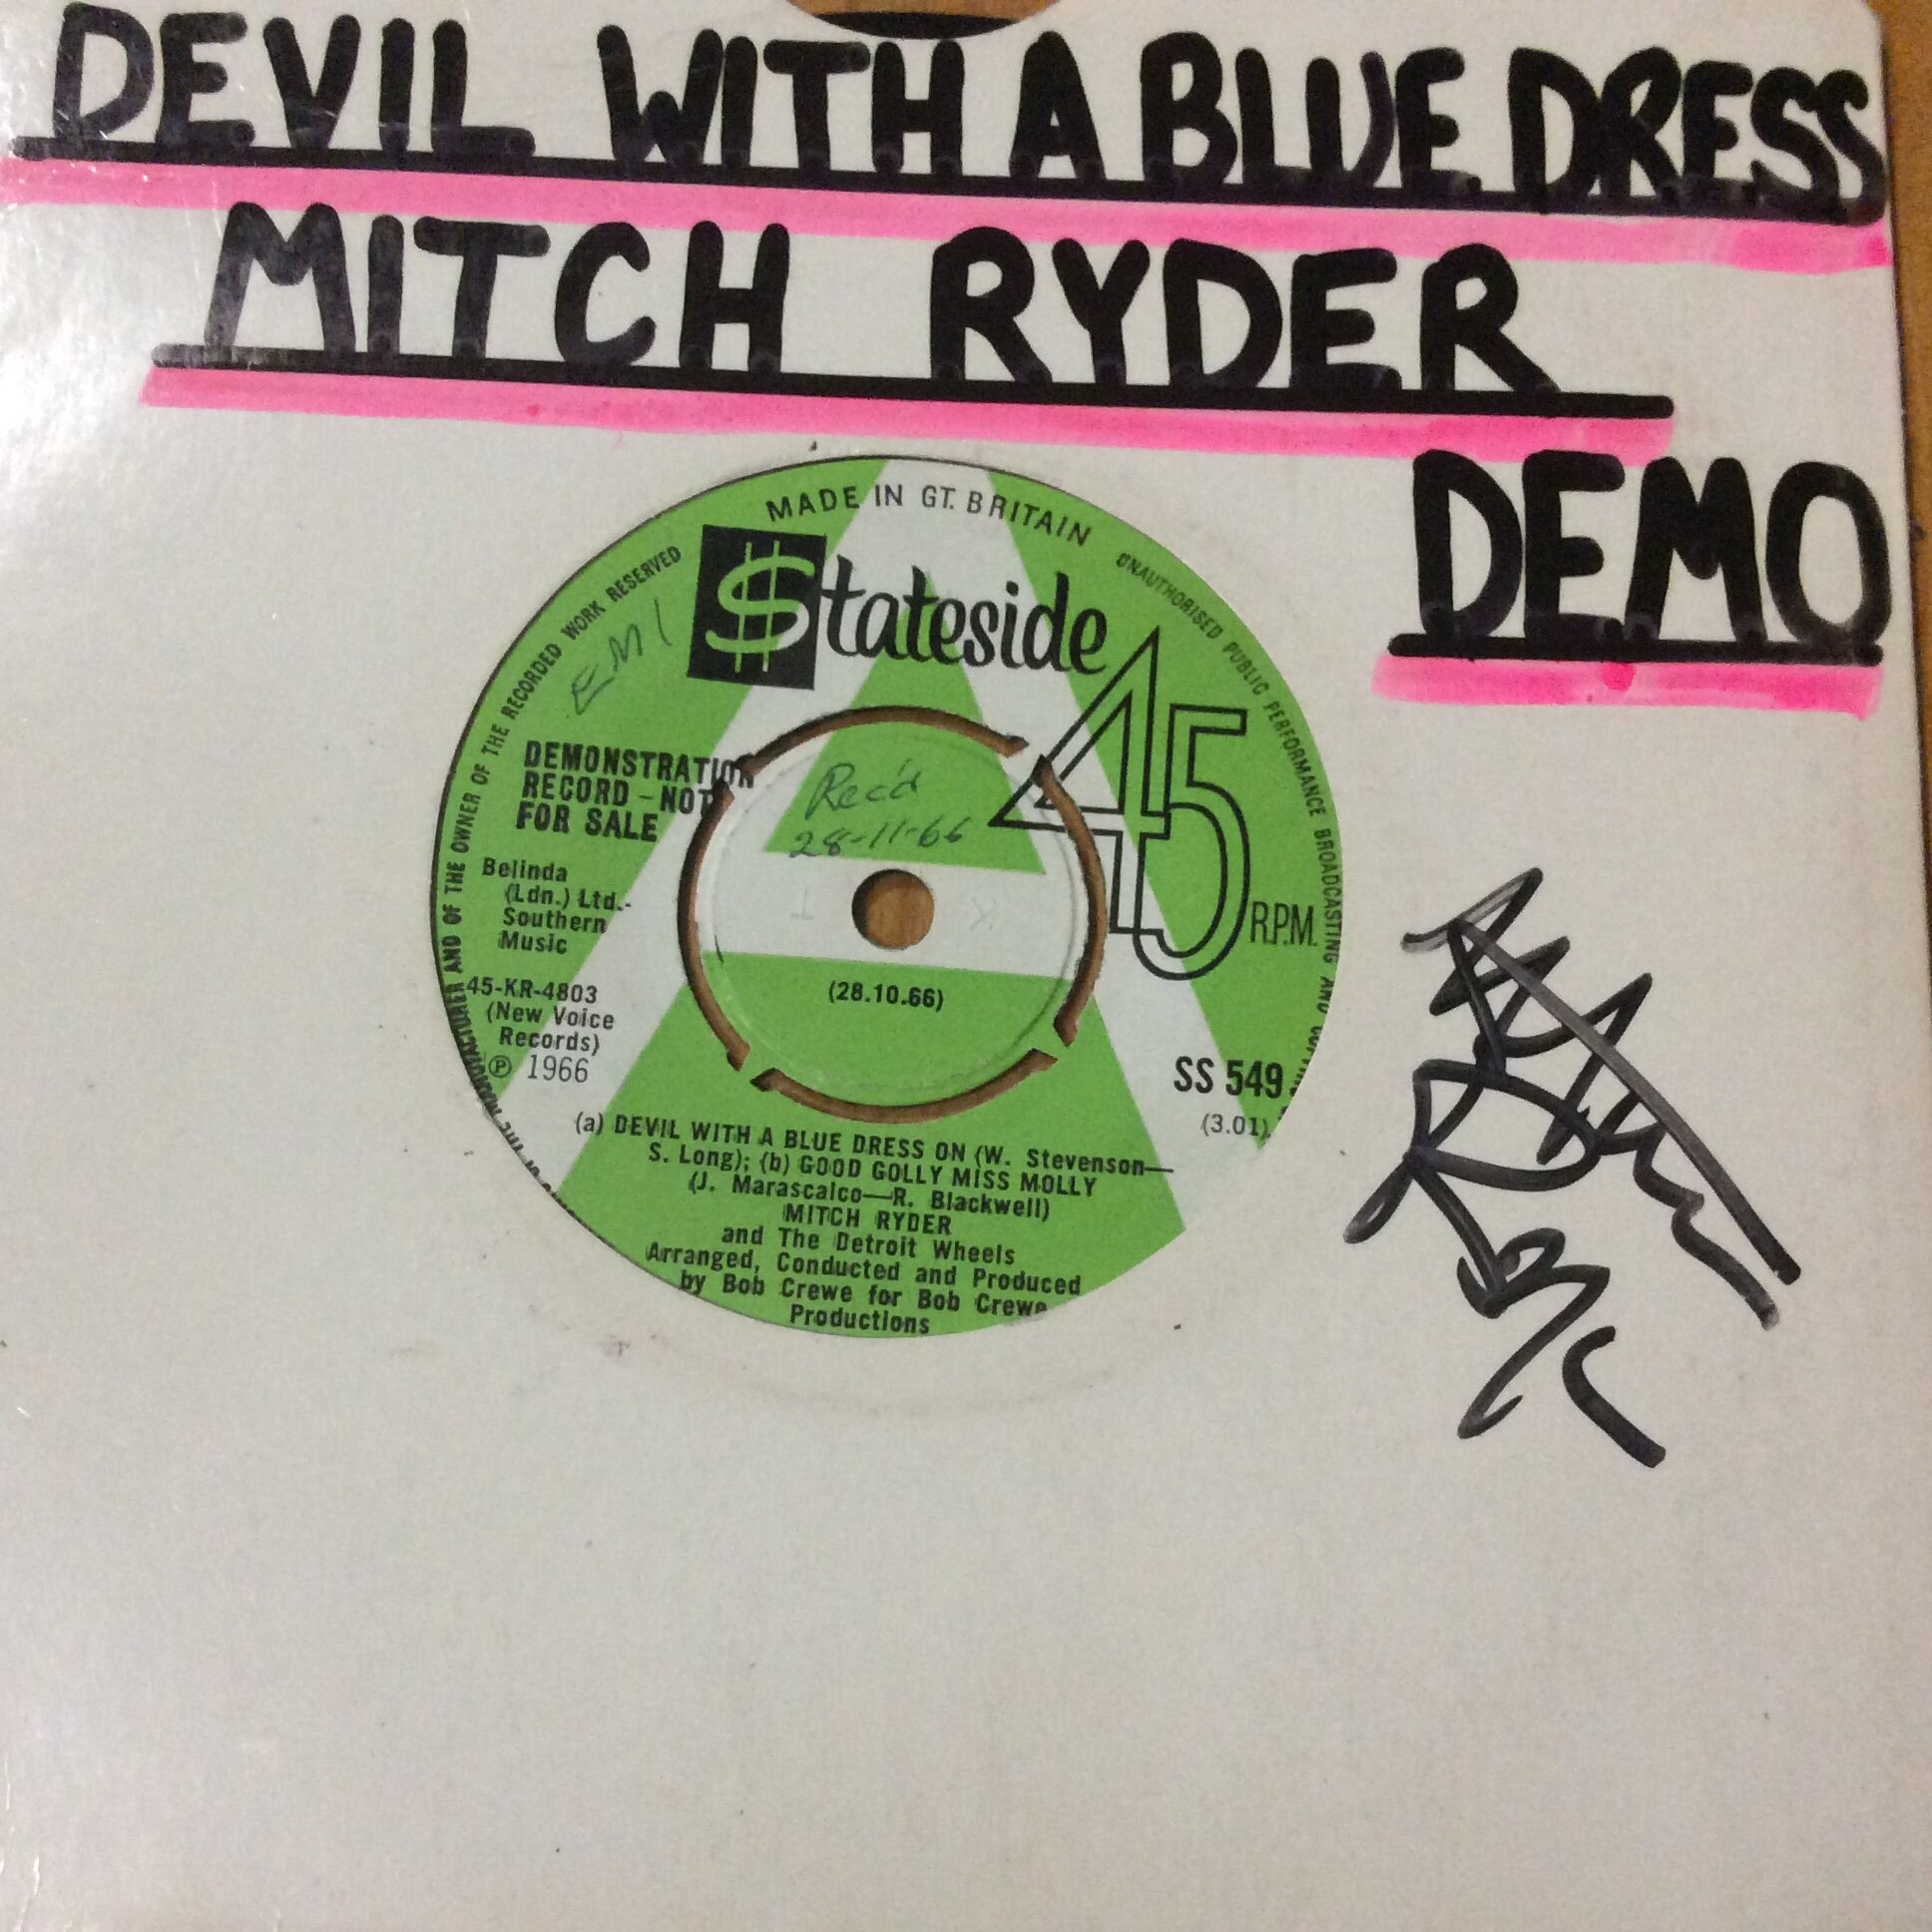 DEVIL WITH A BLUE DRESS
MITCH RYDER
DEMO
MADE IN GT. BRITAIN
UNAUTHORISED PUBLIC PERFORMANCE BROADCASTING AND
MANUFACTURER AND OF THE OWNER OF THE RECORDED WORK RESERVED
$tateside
EMI
45
R.P.M.
DEMONSTRATION
RECORD - NOT
FOR SALE
Rec'd
28-11-66
Belinda
(Ldn.) Ltd.-
Southern
Music
45-KR-4803
(New Voice
Records)
℗ 1966
(28.10.66)
SS 549
(3.01)
(a) DEVIL WITH A BLUE DRESS ON (W. Stevenson—
S. Long); (b) GOOD GOLLY MISS MOLLY
(J. Marascalco—R. Blackwell)
MITCH RYDER
and The Detroit Wheels
Arranged, Conducted and Produced
by Bob Crewe for Bob Crewe
Productions